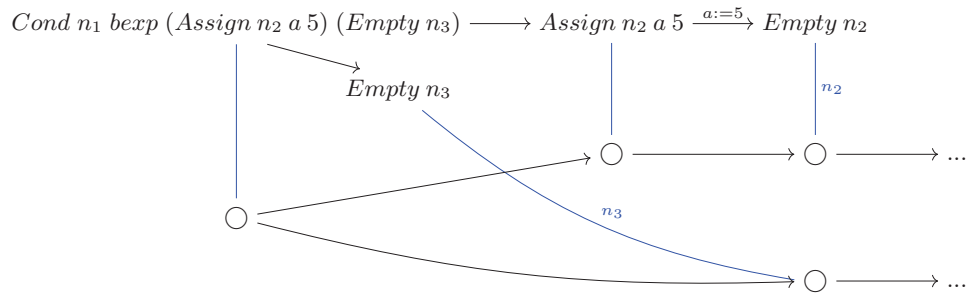 Cond n₁ bexp (Assign n₂ a 5) (Empty n₃) Assign n₂ a 5 a:=5 Empty n₂
Empty n₃
n₂
...
n₃
...